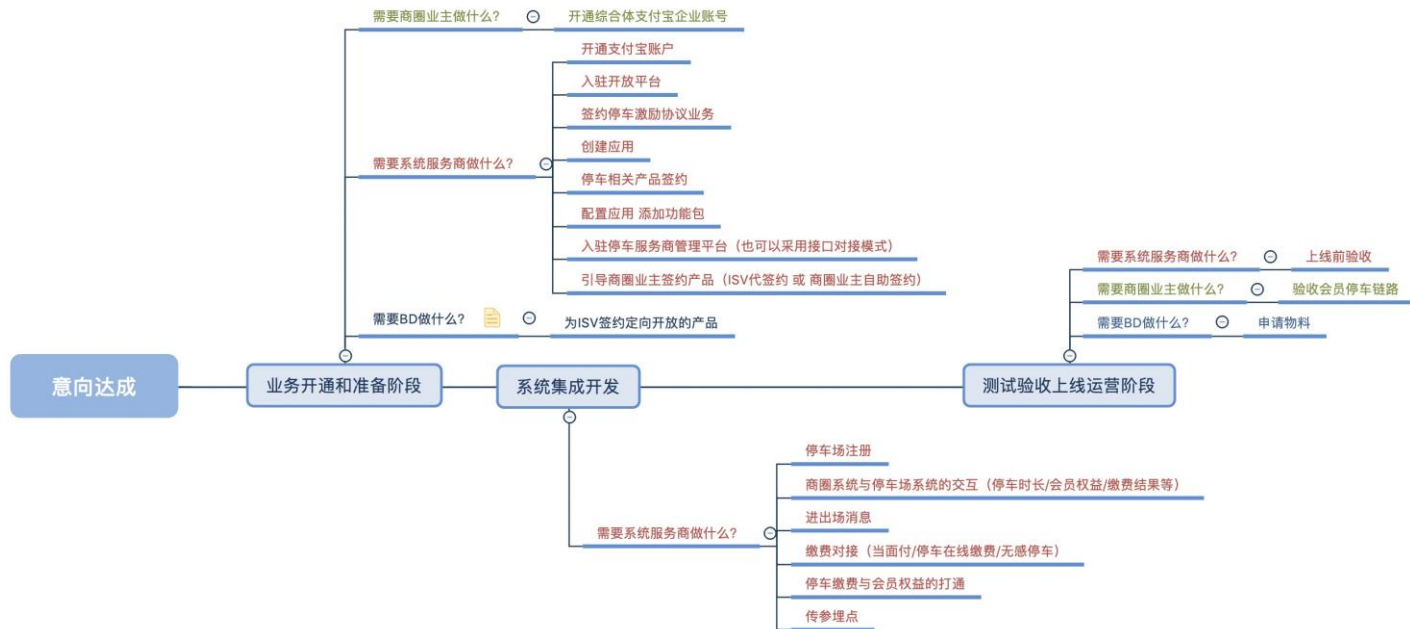 需要商圈业主做什么?
开通综合体支付宝企业账号
需要系统服务商做什么?
开通支付宝账户
入驻开放平台
签约停车激励协议业务
创建应用
停车相关产品签约
配置应用 添加功能包
入驻停车服务商管理平台（也可以采用接口对接模式）
引导商圈业主签约产品（ISV代签约 或 商圈业主自助签约）
需要BD做什么?
为ISV签约定向开放的产品
需要系统服务商做什么?
上线前验收
需要商圈业主做什么?
验收会员停车链路
需要BD做什么?
申请物料
意向达成
业务开通和准备阶段
系统集成开发
测试验收上线运营阶段
需要系统服务商做什么?
停车场注册
商圈系统与停车场系统的交互（停车时长/会员权益/缴费结果等）
进出场消息
缴费对接（当面付/停车在线缴费/无感停车）
停车缴费与会员权益的打通
传参埋点